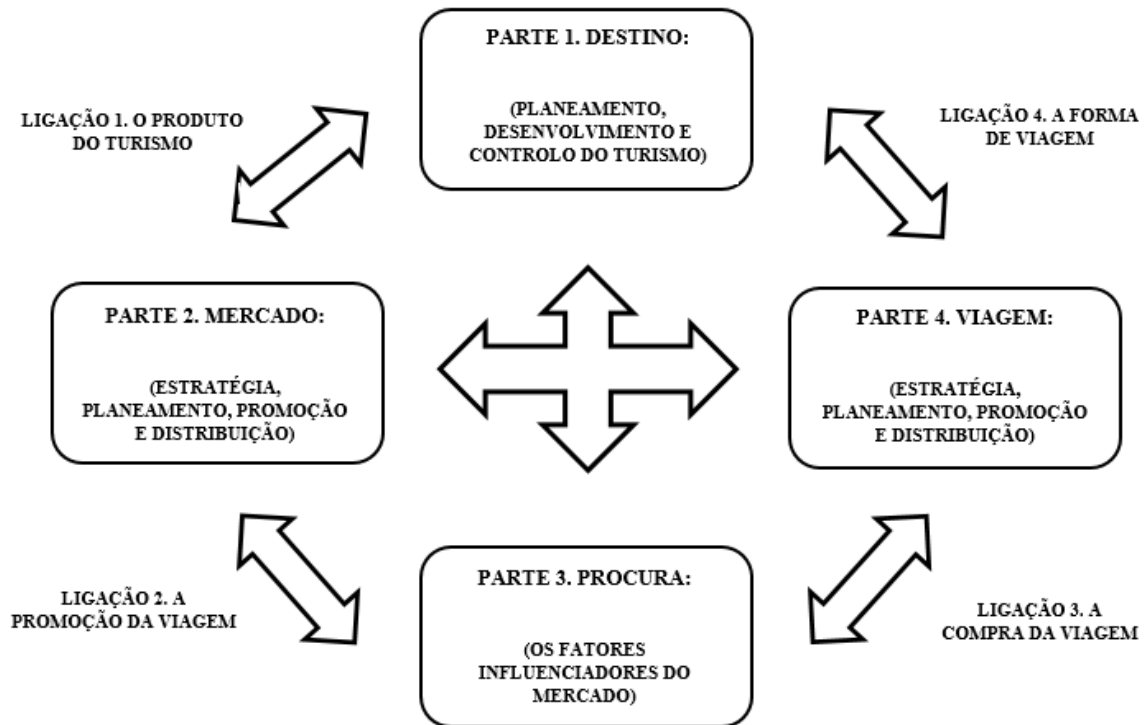 PARTE 1. DESTINO:
(PLANEAMENTO,
DESENVOLVIMENTO E
CONTROLO DO TURISMO)
LIGAÇÃO 1. O PRODUTO
DO TURISMO
LIGAÇÃO 4. A FORMA
DE VIAGEM
PARTE 2. MERCADO:
(ESTRATÉGIA,
PLANEAMENTO, PROMOÇÃO
E DISTRIBUIÇÃO)
PARTE 4. VIAGEM:
(ESTRATÉGIA,
PLANEAMENTO, PROMOÇÃO
E DISTRIBUIÇÃO)
LIGAÇÃO 2. A
PROMOÇÃO DA VIAGEM
PARTE 3. PROCURA:
(OS FATORES
INFLUENCIADORES DO
MERCADO)
LIGAÇÃO 3. A
COMPRA DA VIAGEM